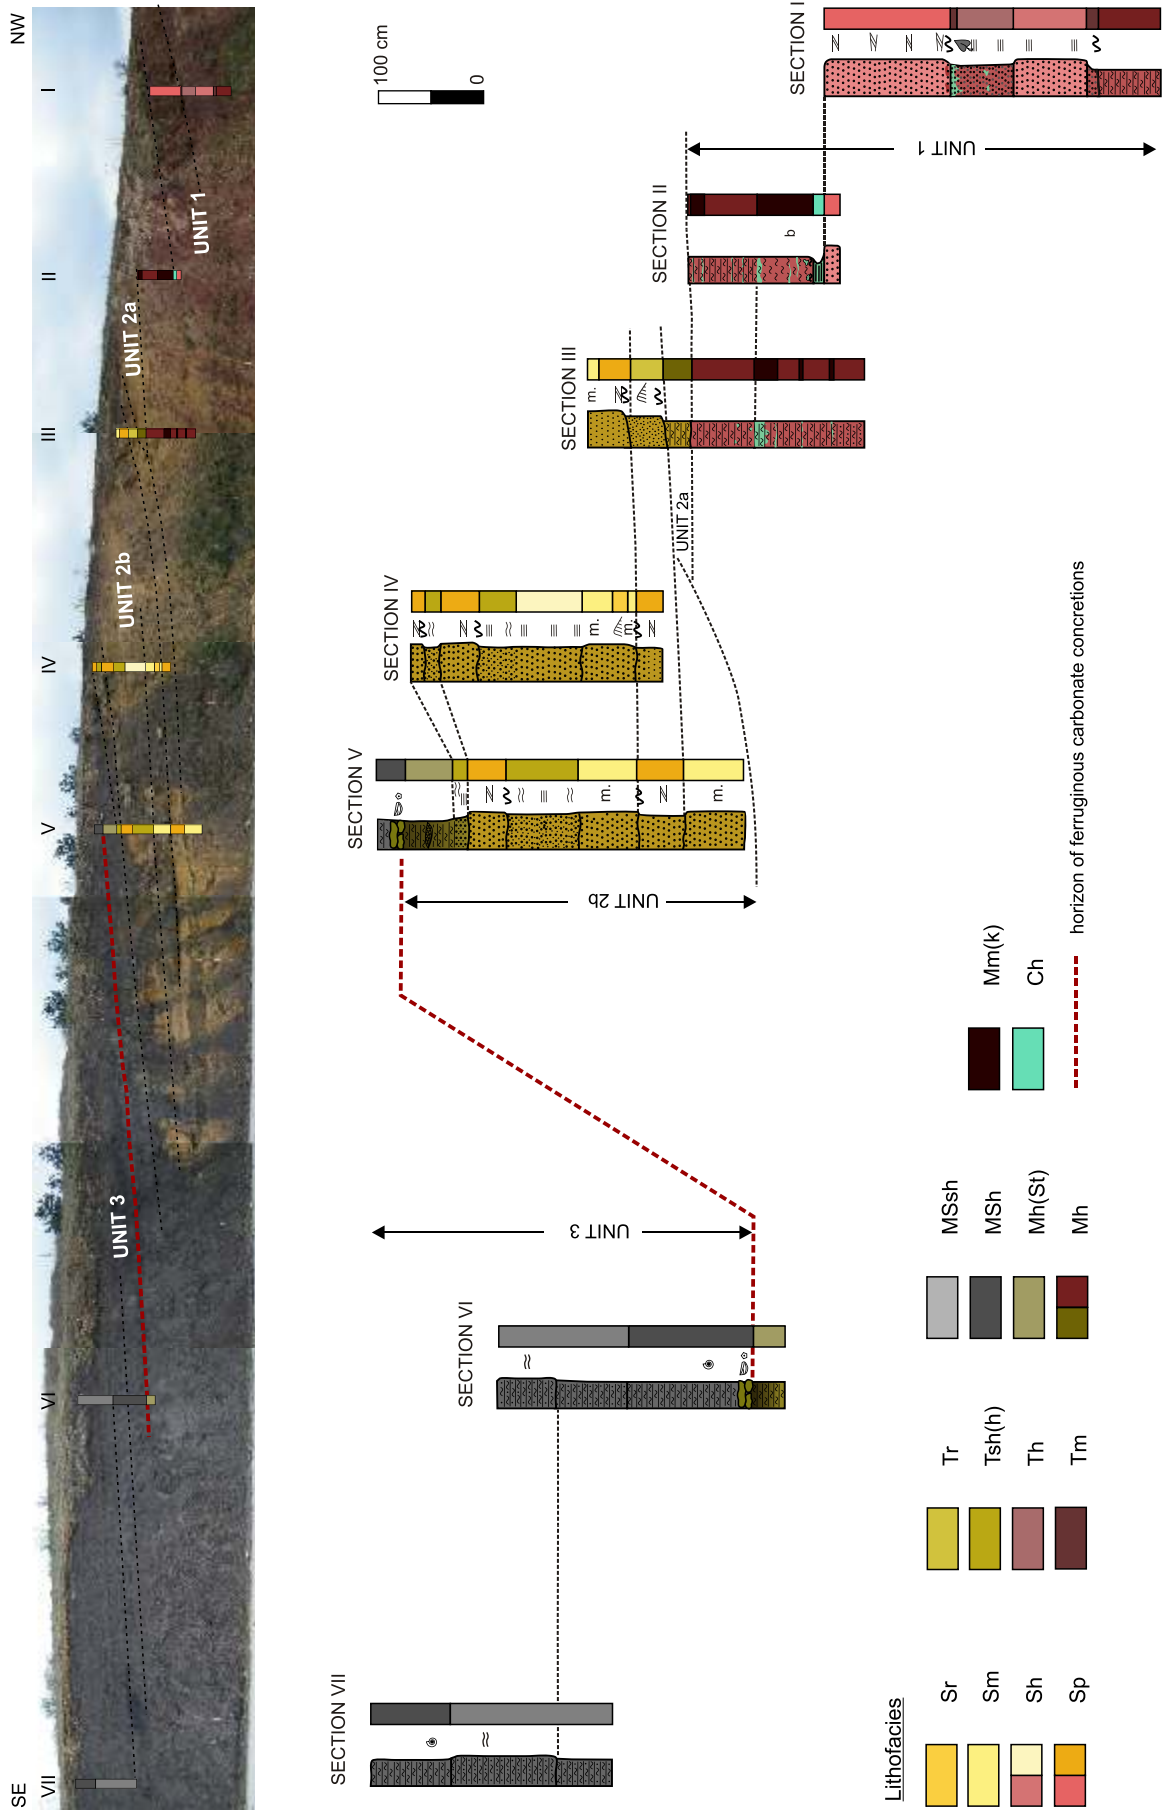 NW
I
II
III
IV
V
VI
VII
SE
UNIT 1
UNIT 2a
UNIT 2b
UNIT 3
100 cm
0
SECTION I
UNIT 1
SECTION II
b
SECTION III
m.
UNIT 2a
SECTION IV
m.
m.
SECTION V
m.
m.
UNIT 2b
UNIT 3
SECTION VI
SECTION VII
Lithofacies
Sr
Sm
Sh
Sp
Tr
Tsh(h)
Th
Tm
MSsh
MSh
Mh(St)
Mh
Mm(k)
Ch
horizon of ferruginous carbonate concretions